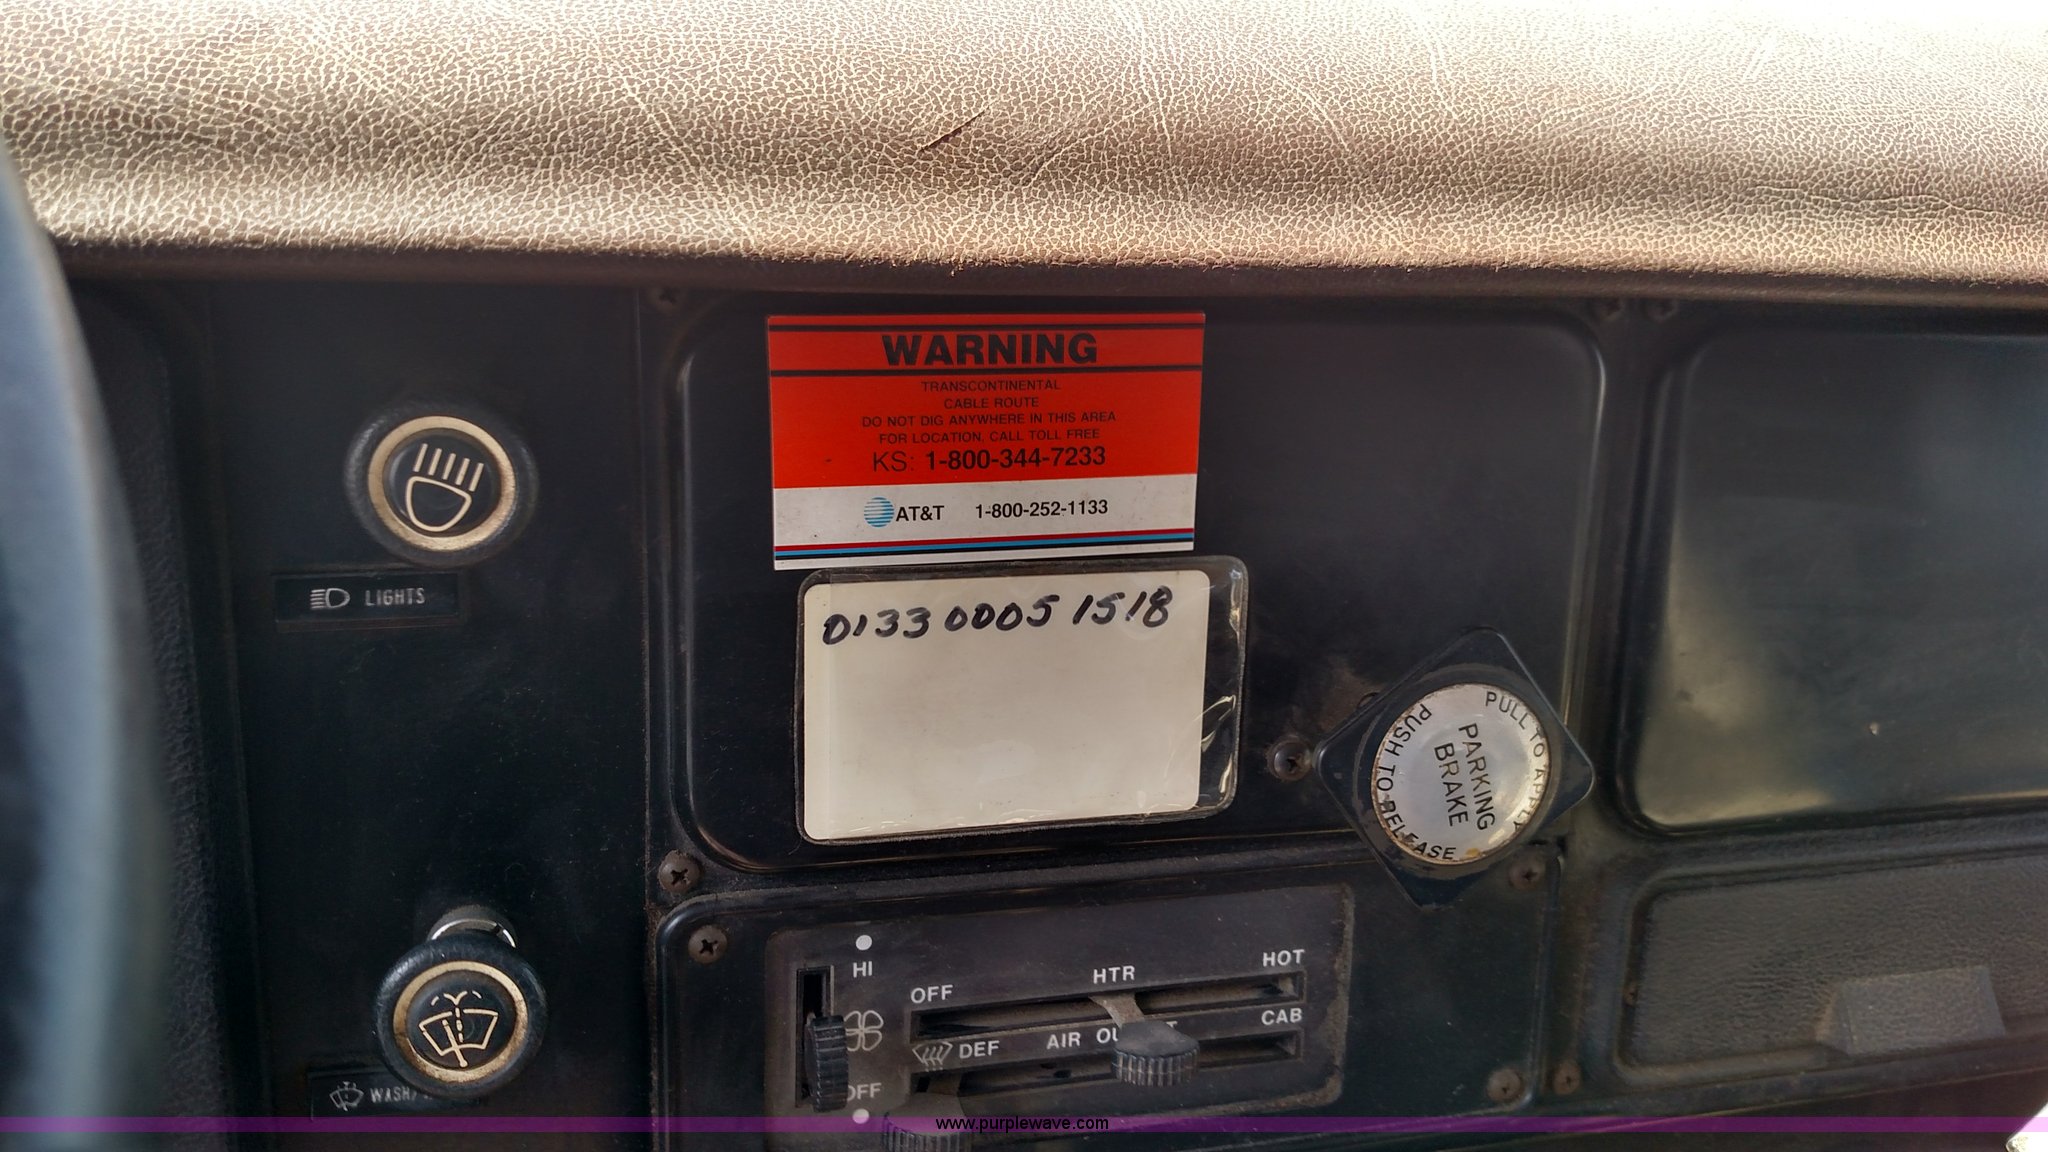 WARNING
TRANSCONTINENTAL
CABLE ROUTE
DO NOT DIG ANYWHERE IN THIS AREA
FOR LOCATION, CALL TOLL FREE
KS: 1-800-344-7233
AT&T 1-800-252-1133
LIGHTS
0133 0005 1518
PULL TO APPLY
PARKING
BRAKE
PUSH TO RELEASE
HI
OFF HTR HOT
DEF AIR CAB
OFF
WASH/
www.purplewave.com